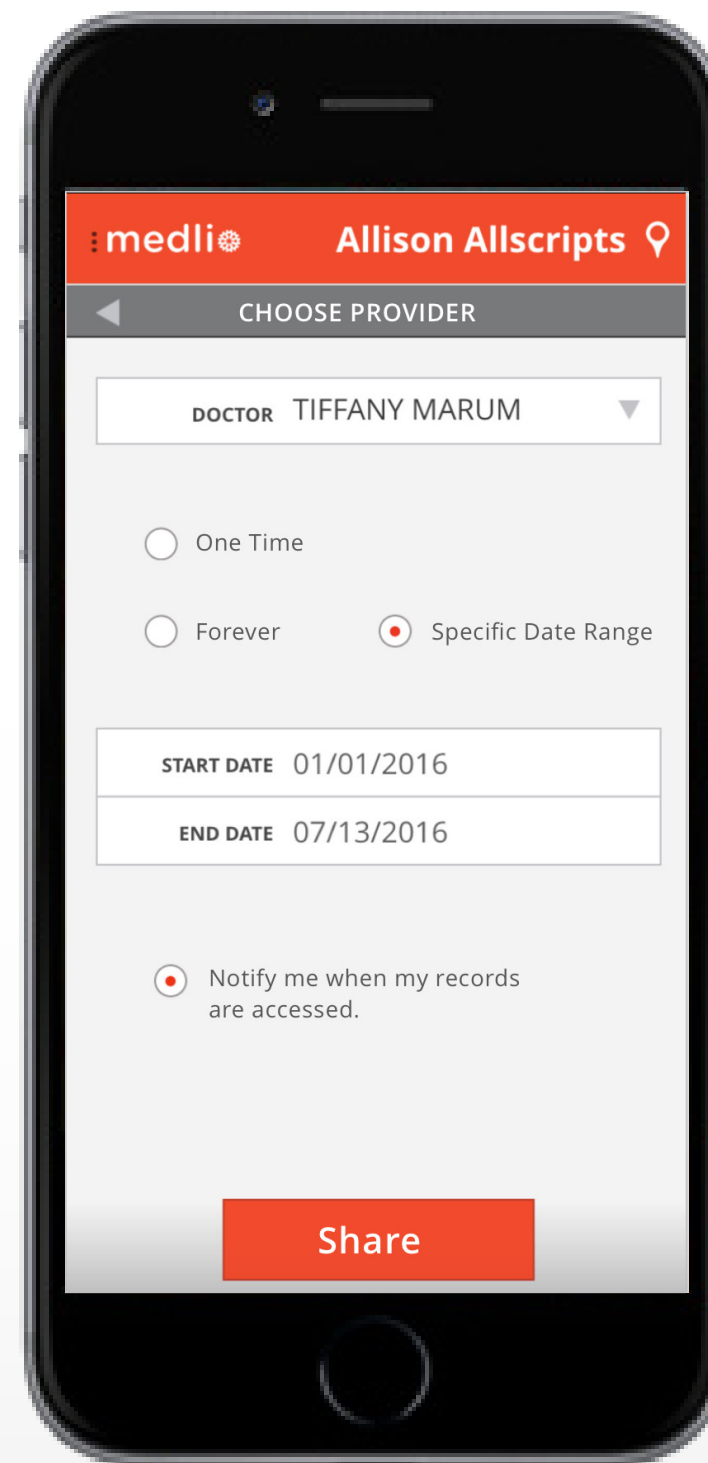 medlio Allison Allscripts
CHOOSE PROVIDER
DOCTOR TIFFANY MARUM
One Time
Forever Specific Date Range
START DATE 01/01/2016
END DATE 07/13/2016
Notify me when my records
are accessed.
Share